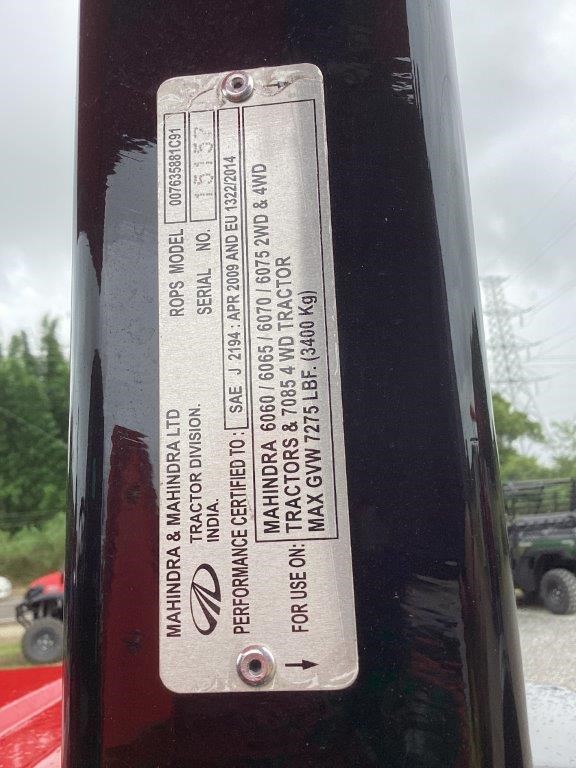 MAHINDRA & MAHINDRA LTD
TRACTOR DIVISION.
INDIA.
ROPS MODEL 007635881C91
SERIAL NO. 15157
PERFORMANCE CERTIFIED TO : SAE J 2194 : APR 2009 AND EU 1322/2014
FOR USE ON: MAHINDRA 6060 / 6065 / 6070 / 6075 2WD & 4WD
TRACTORS & 7085 4 WD TRACTOR
MAX GVW 7275 LBF. (3400 Kg)